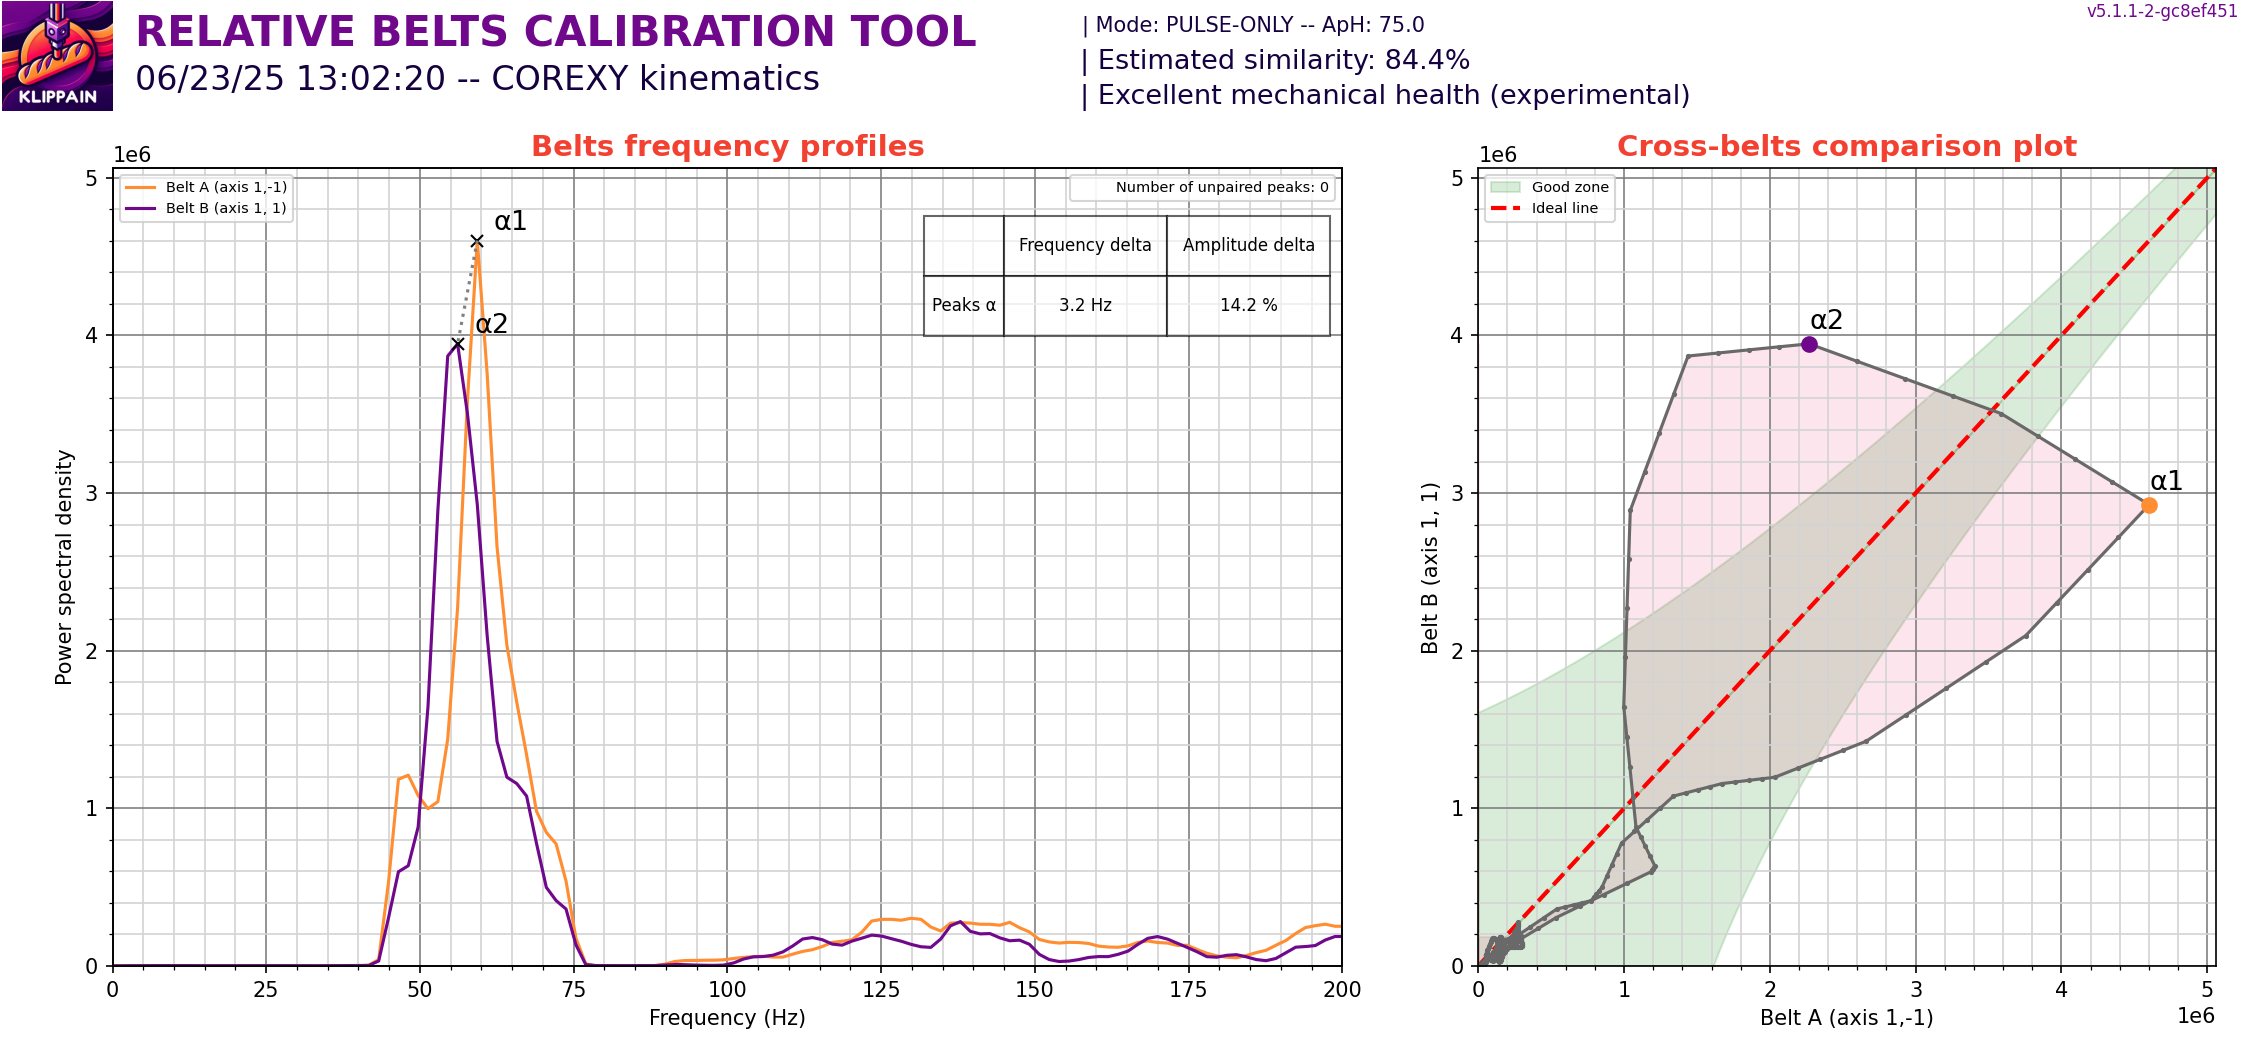 KLIPPAIN
RELATIVE BELTS CALIBRATION TOOL
06/23/25 13:02:20 -- COREXY kinematics
| Mode: PULSE-ONLY -- ApH: 75.0
| Estimated similarity: 84.4%
| Excellent mechanical health (experimental)
v5.1.1-2-gc8ef451
Belts frequency profiles
1e6
Belt A (axis 1,-1)
Belt B (axis 1, 1)
Number of unpaired peaks: 0
Frequency delta Amplitude delta
Peaks α 3.2 Hz 14.2 %
α1
α2
Power spectral density
5
4
3
2
1
0
0 25 50 75 100 125 150 175 200
Frequency (Hz)
Cross-belts comparison plot
1e6
Good zone
Ideal line
α2
α1
Belt B (axis 1, 1)
5
4
3
2
1
0
0 1 2 3 4 5
Belt A (axis 1,-1)
1e6